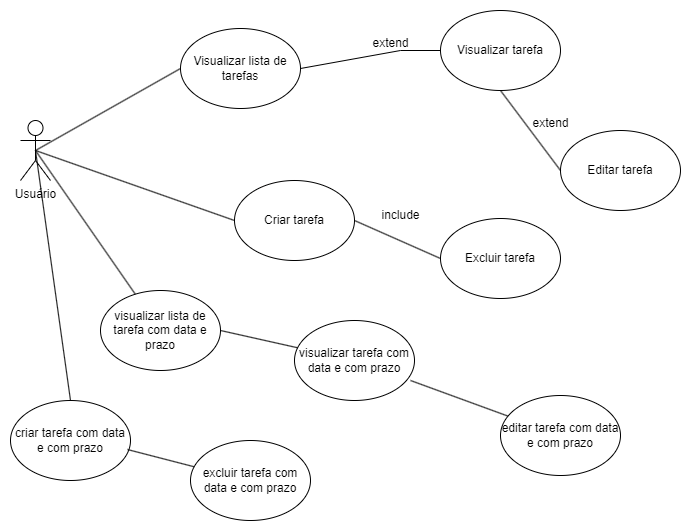 Visualizar lista de
tarefas
extend
Visualizar tarefa
extend
Editar tarefa
Usuário
Criar tarefa
include
Excluir tarefa
visualizar lista de
tarefa com data e
prazo
visualizar tarefa com
data e com prazo
editar tarefa com data
e com prazo
criar tarefa com data
e com prazo
excluir tarefa com
data e com prazo